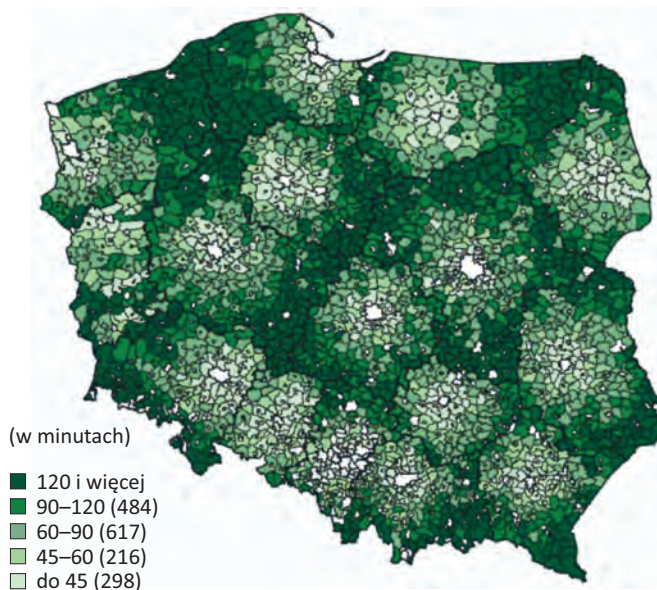 (w minutach)
120 i więcej
90–120 (484)
60–90 (617)
45–60 (216)
do 45 (298)